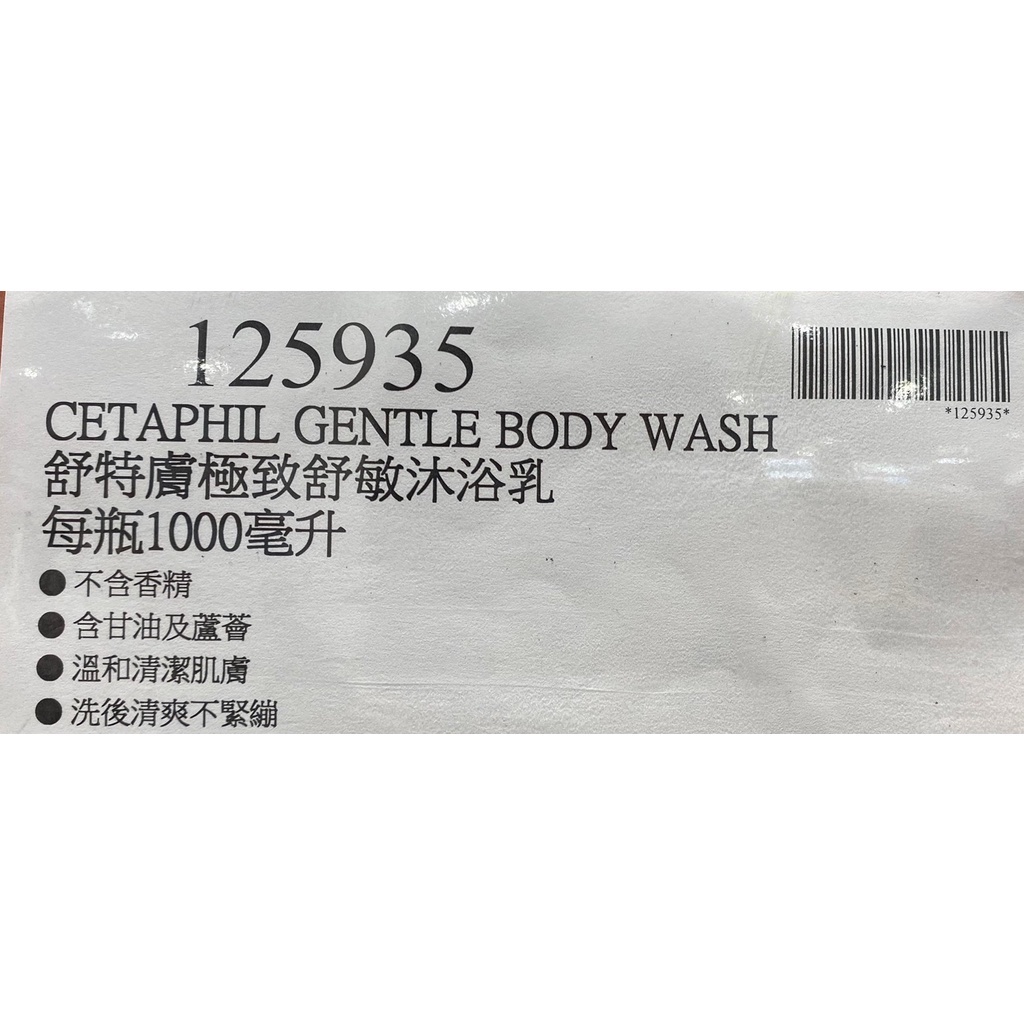 125935
*125935*
CETAPHIL GENTLE BODY WASH
舒特膚極致舒敏沐浴乳
每瓶1000毫升
● 不含香精
● 含甘油及蘆薈
● 溫和清潔肌膚
● 洗後清爽不緊繃